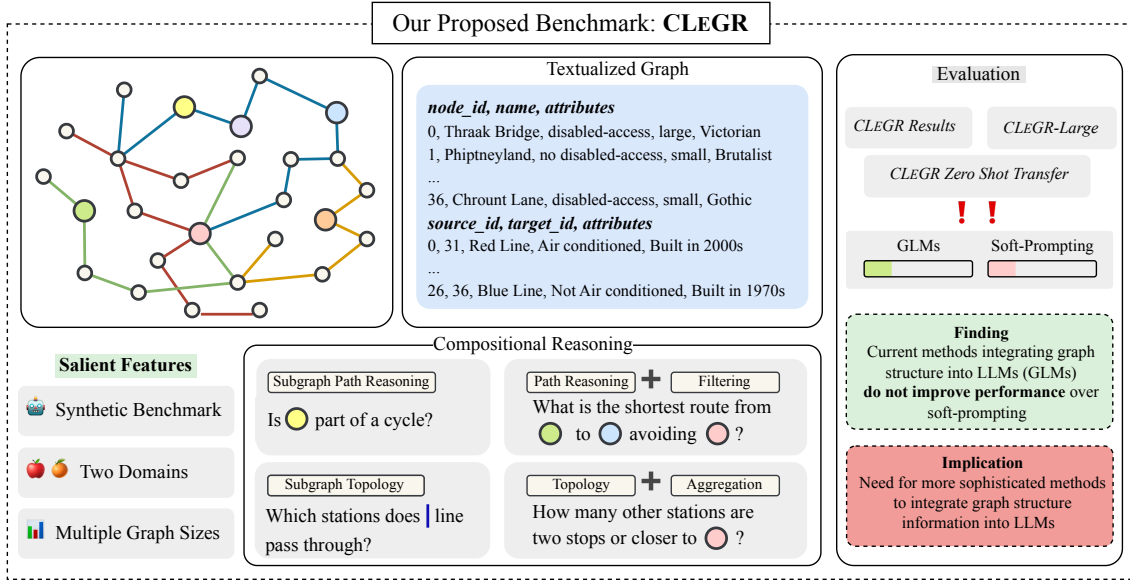 Our Proposed Benchmark: CLEGR
Textualized Graph
node_id, name, attributes
0, Thraak Bridge, disabled-access, large, Victorian
1, Phiptneyland, no disabled-access, small, Brutalist
...
36, Chrount Lane, disabled-access, small, Gothic
source_id, target_id, attributes
0, 31, Red Line, Air conditioned, Built in 2000s
...
26, 36, Blue Line, Not Air conditioned, Built in 1970s
Salient Features
Synthetic Benchmark
Two Domains
Multiple Graph Sizes
Compositional Reasoning
Subgraph Path Reasoning
Is part of a cycle?
Path Reasoning + Filtering
What is the shortest route from
to avoiding ?
Subgraph Topology
Which stations does line
pass through?
Topology + Aggregation
How many other stations are
two stops or closer to ?
Evaluation
CLEGR Results
CLEGR-Large
CLEGR Zero Shot Transfer
! !
GLMs
Soft-Prompting
Finding
Current methods integrating graph
structure into LLMs (GLMs)
do not improve performance over
soft-prompting
Implication
Need for more sophisticated methods
to integrate graph structure
information into LLMs